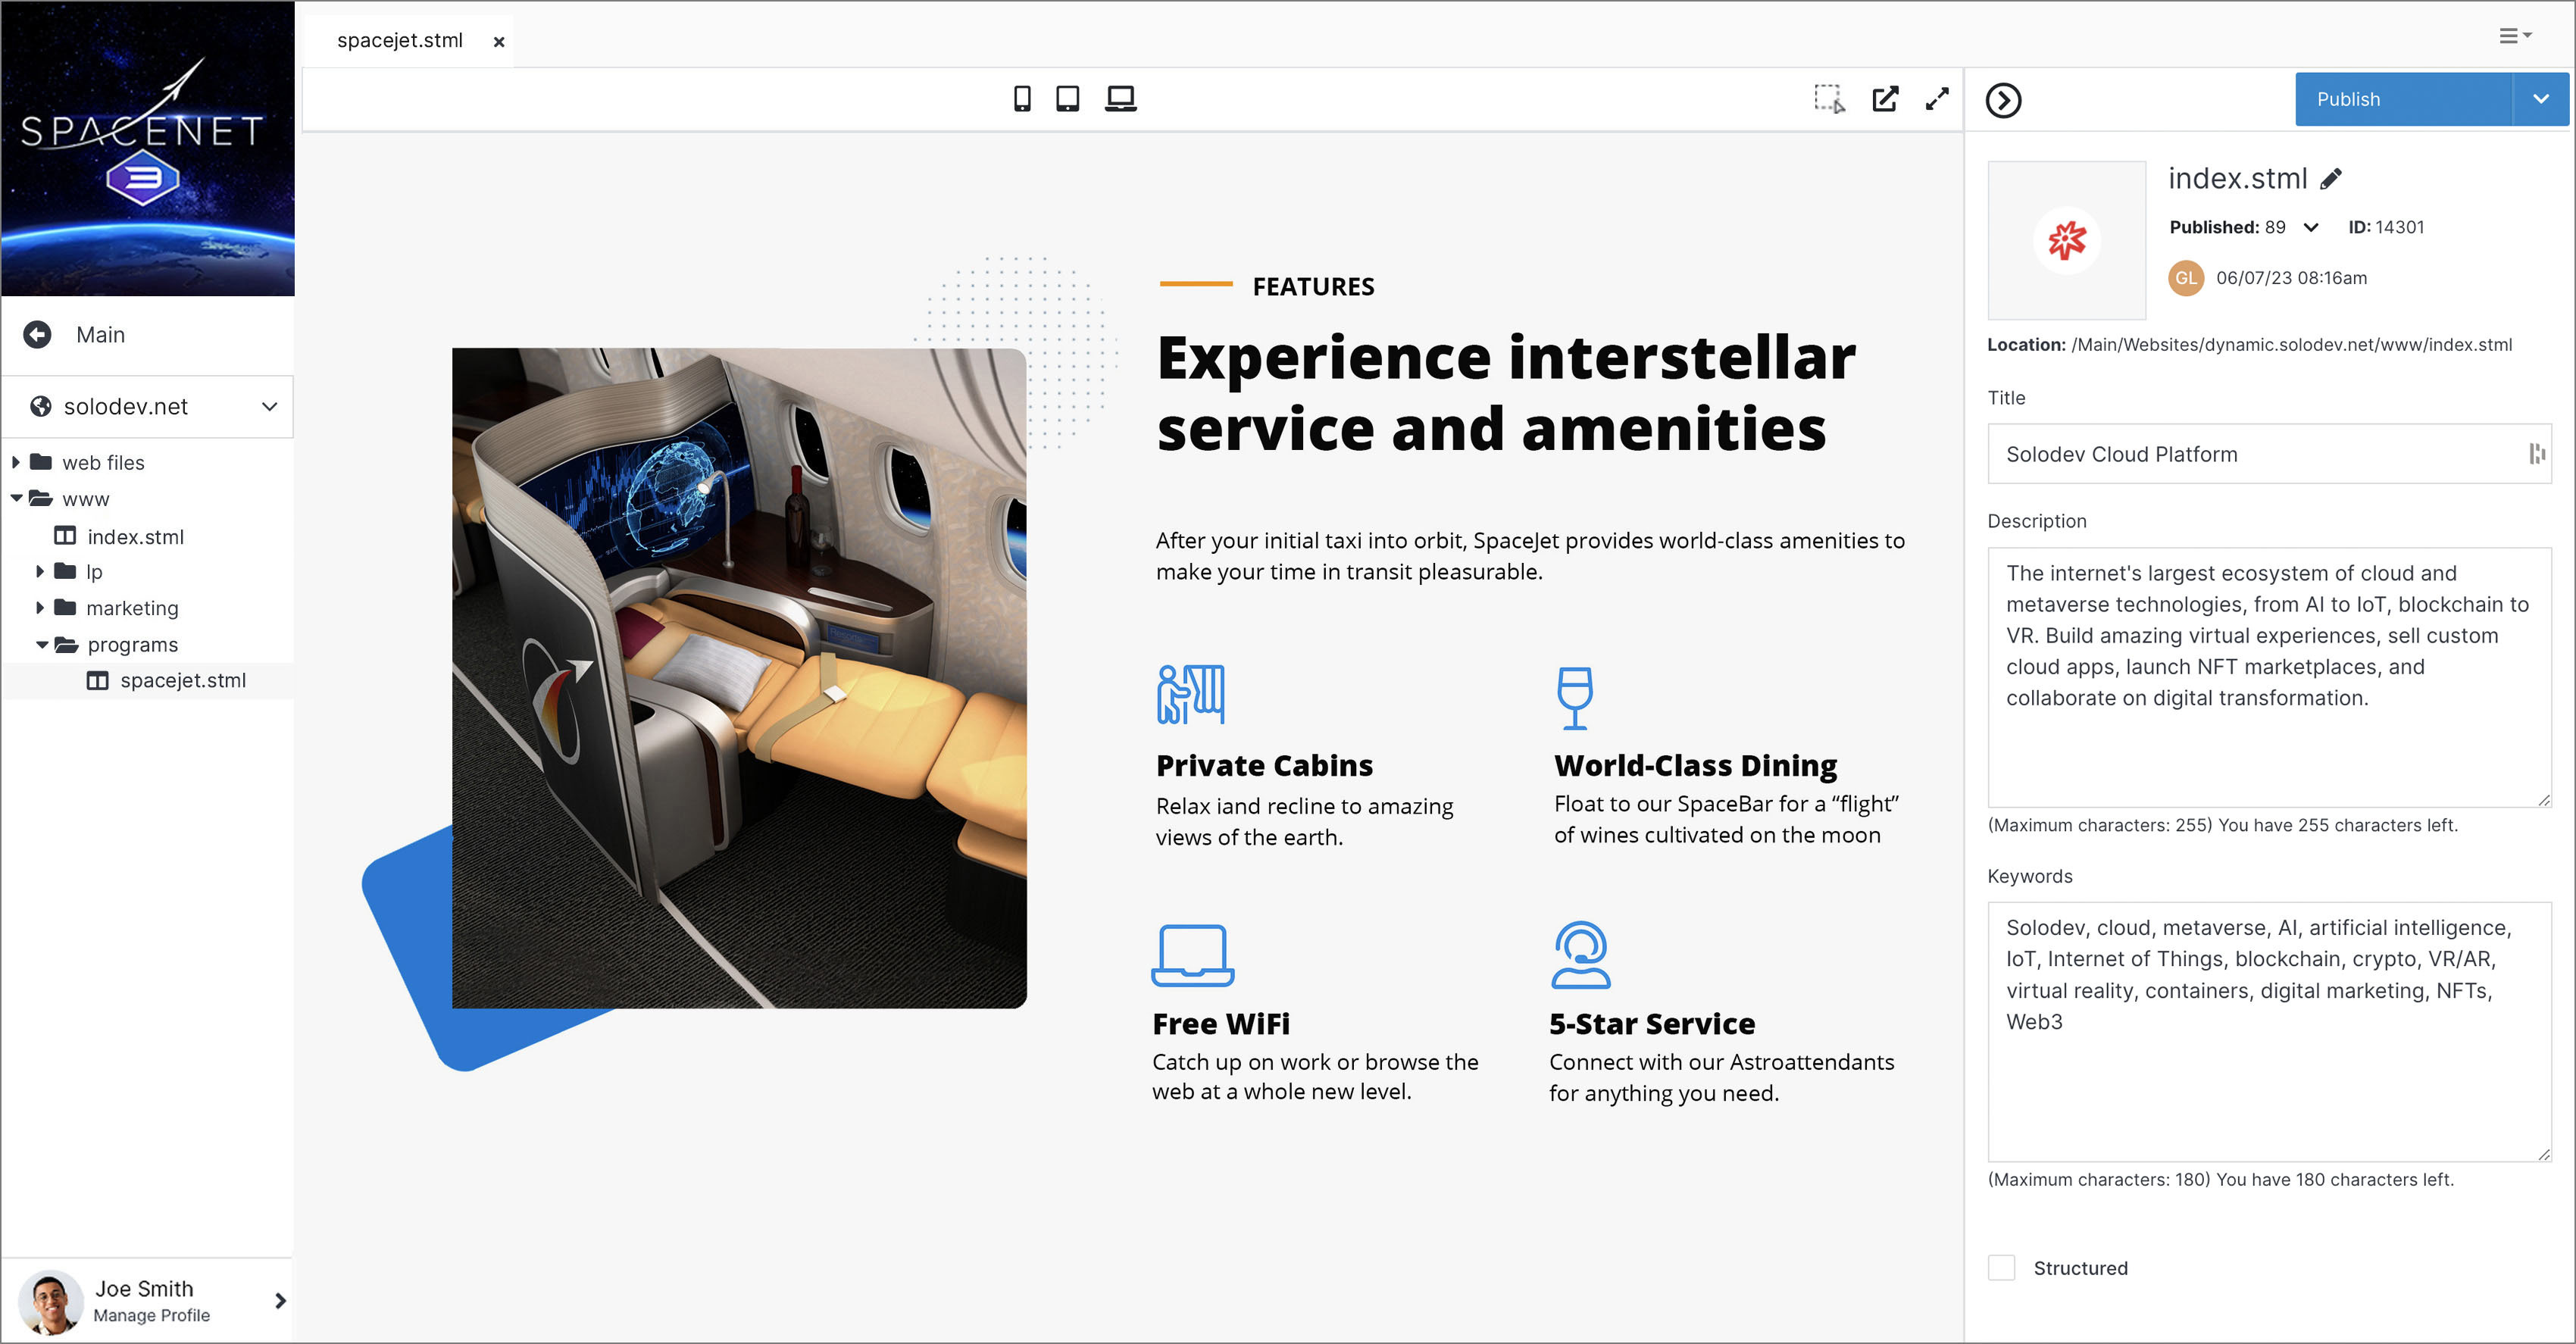 SPACENET
3
Main
solodev.net
web files
www
index.stml
lp
marketing
programs
spacejet.stml
Joe Smith
Manage Profile
spacejet.stml
FEATURES
Experience interstellar
service and amenities
After your initial taxi into orbit, SpaceJet provides world-class amenities to
make your time in transit pleasurable.
Private Cabins
Relax iand recline to amazing
views of the earth.
World-Class Dining
Float to our SpaceBar for a “flight”
of wines cultivated on the moon
Free WiFi
Catch up on work or browse the
web at a whole new level.
5-Star Service
Connect with our Astroattendants
for anything you need.
Publish
index.stml
Published: 89 ID: 14301
GL 06/07/23 08:16am
Location: /Main/Websites/dynamic.solodev.net/www/index.stml
Title
Solodev Cloud Platform
Description
The internet's largest ecosystem of cloud and
metaverse technologies, from AI to IoT, blockchain to
VR. Build amazing virtual experiences, sell custom
cloud apps, launch NFT marketplaces, and
collaborate on digital transformation.
(Maximum characters: 255) You have 255 characters left.
Keywords
Solodev, cloud, metaverse, AI, artificial intelligence,
IoT, Internet of Things, blockchain, crypto, VR/AR,
virtual reality, containers, digital marketing, NFTs,
Web3
(Maximum characters: 180) You have 180 characters left.
Structured